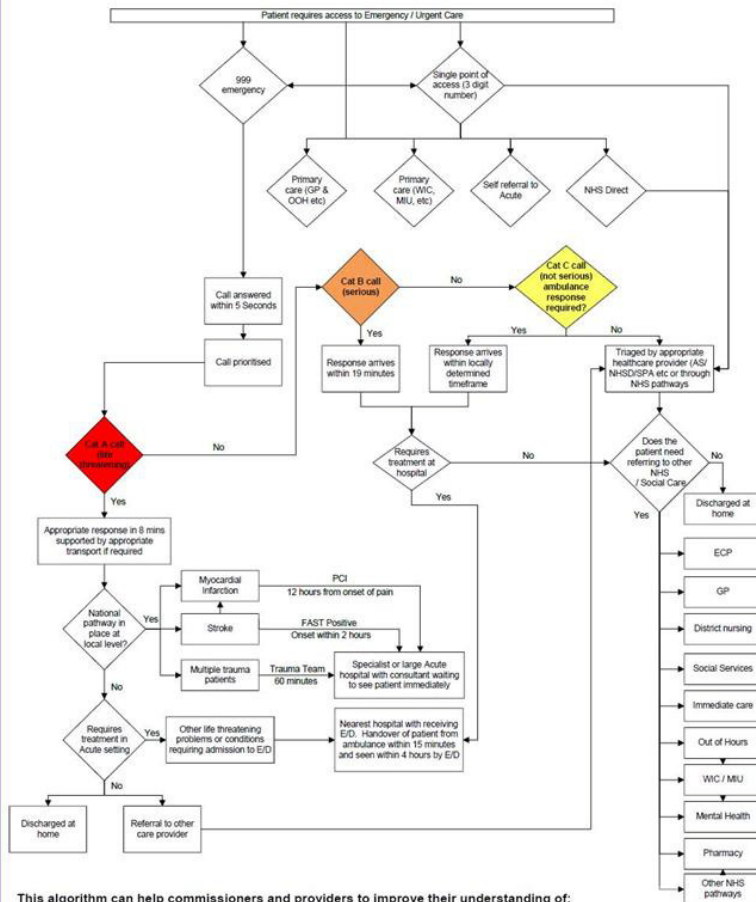 Patient requires access to Emergency / Urgent Care
999
emergency
Single point of
access (3 digit
number)
Primary
care (GP &
OOH etc)
Primary
care (WIC,
MIU, etc)
Self referral to
Acute
NHS Direct
Call answered
within 5 Seconds
Call prioritised
Cat B call
(serious)
No
Cat C call
(not serious)
ambulance
response
required?
Yes
Yes
No
Response arrives
within 19 minutes
Response arrives
within locally
determined
timeframe
Triaged by appropriate
healthcare provider (AS/
NHSD/SPA etc or through
NHS pathways
Cat A call
(life
threatening)
No
Yes
Requires
treatment at
hospital
No
Yes
Does the
patient need
referring to other
NHS
/ Social Care
No
Yes
Discharged at
home
Appropriate response in 8 mins
supported by appropriate
transport if required
National
pathway in
place at
local level?
Yes
No
Myocardial
Infarction
PCI
12 hours from onset of pain
Stroke
FAST Positive
Onset within 2 hours
Multiple trauma
patients
Trauma Team
60 minutes
Specialist or large Acute
hospital with consultant waiting
to see patient immediately
Requires
treatment in
Acute setting
Yes
No
Other life threatening
problems or conditions
requiring admission to E/D
Nearest hospital with receiving
E/D. Handover of patient from
ambulance within 15 minutes
and seen within 4 hours by E/D
Discharged at
home
Referral to other
care provider
ECP
GP
District nursing
Social Services
Immediate care
Out of Hours
WIC / MIU
Mental Health
Pharmacy
Other NHS
pathways
This algorithm can help commissioners and providers to improve their understanding of: